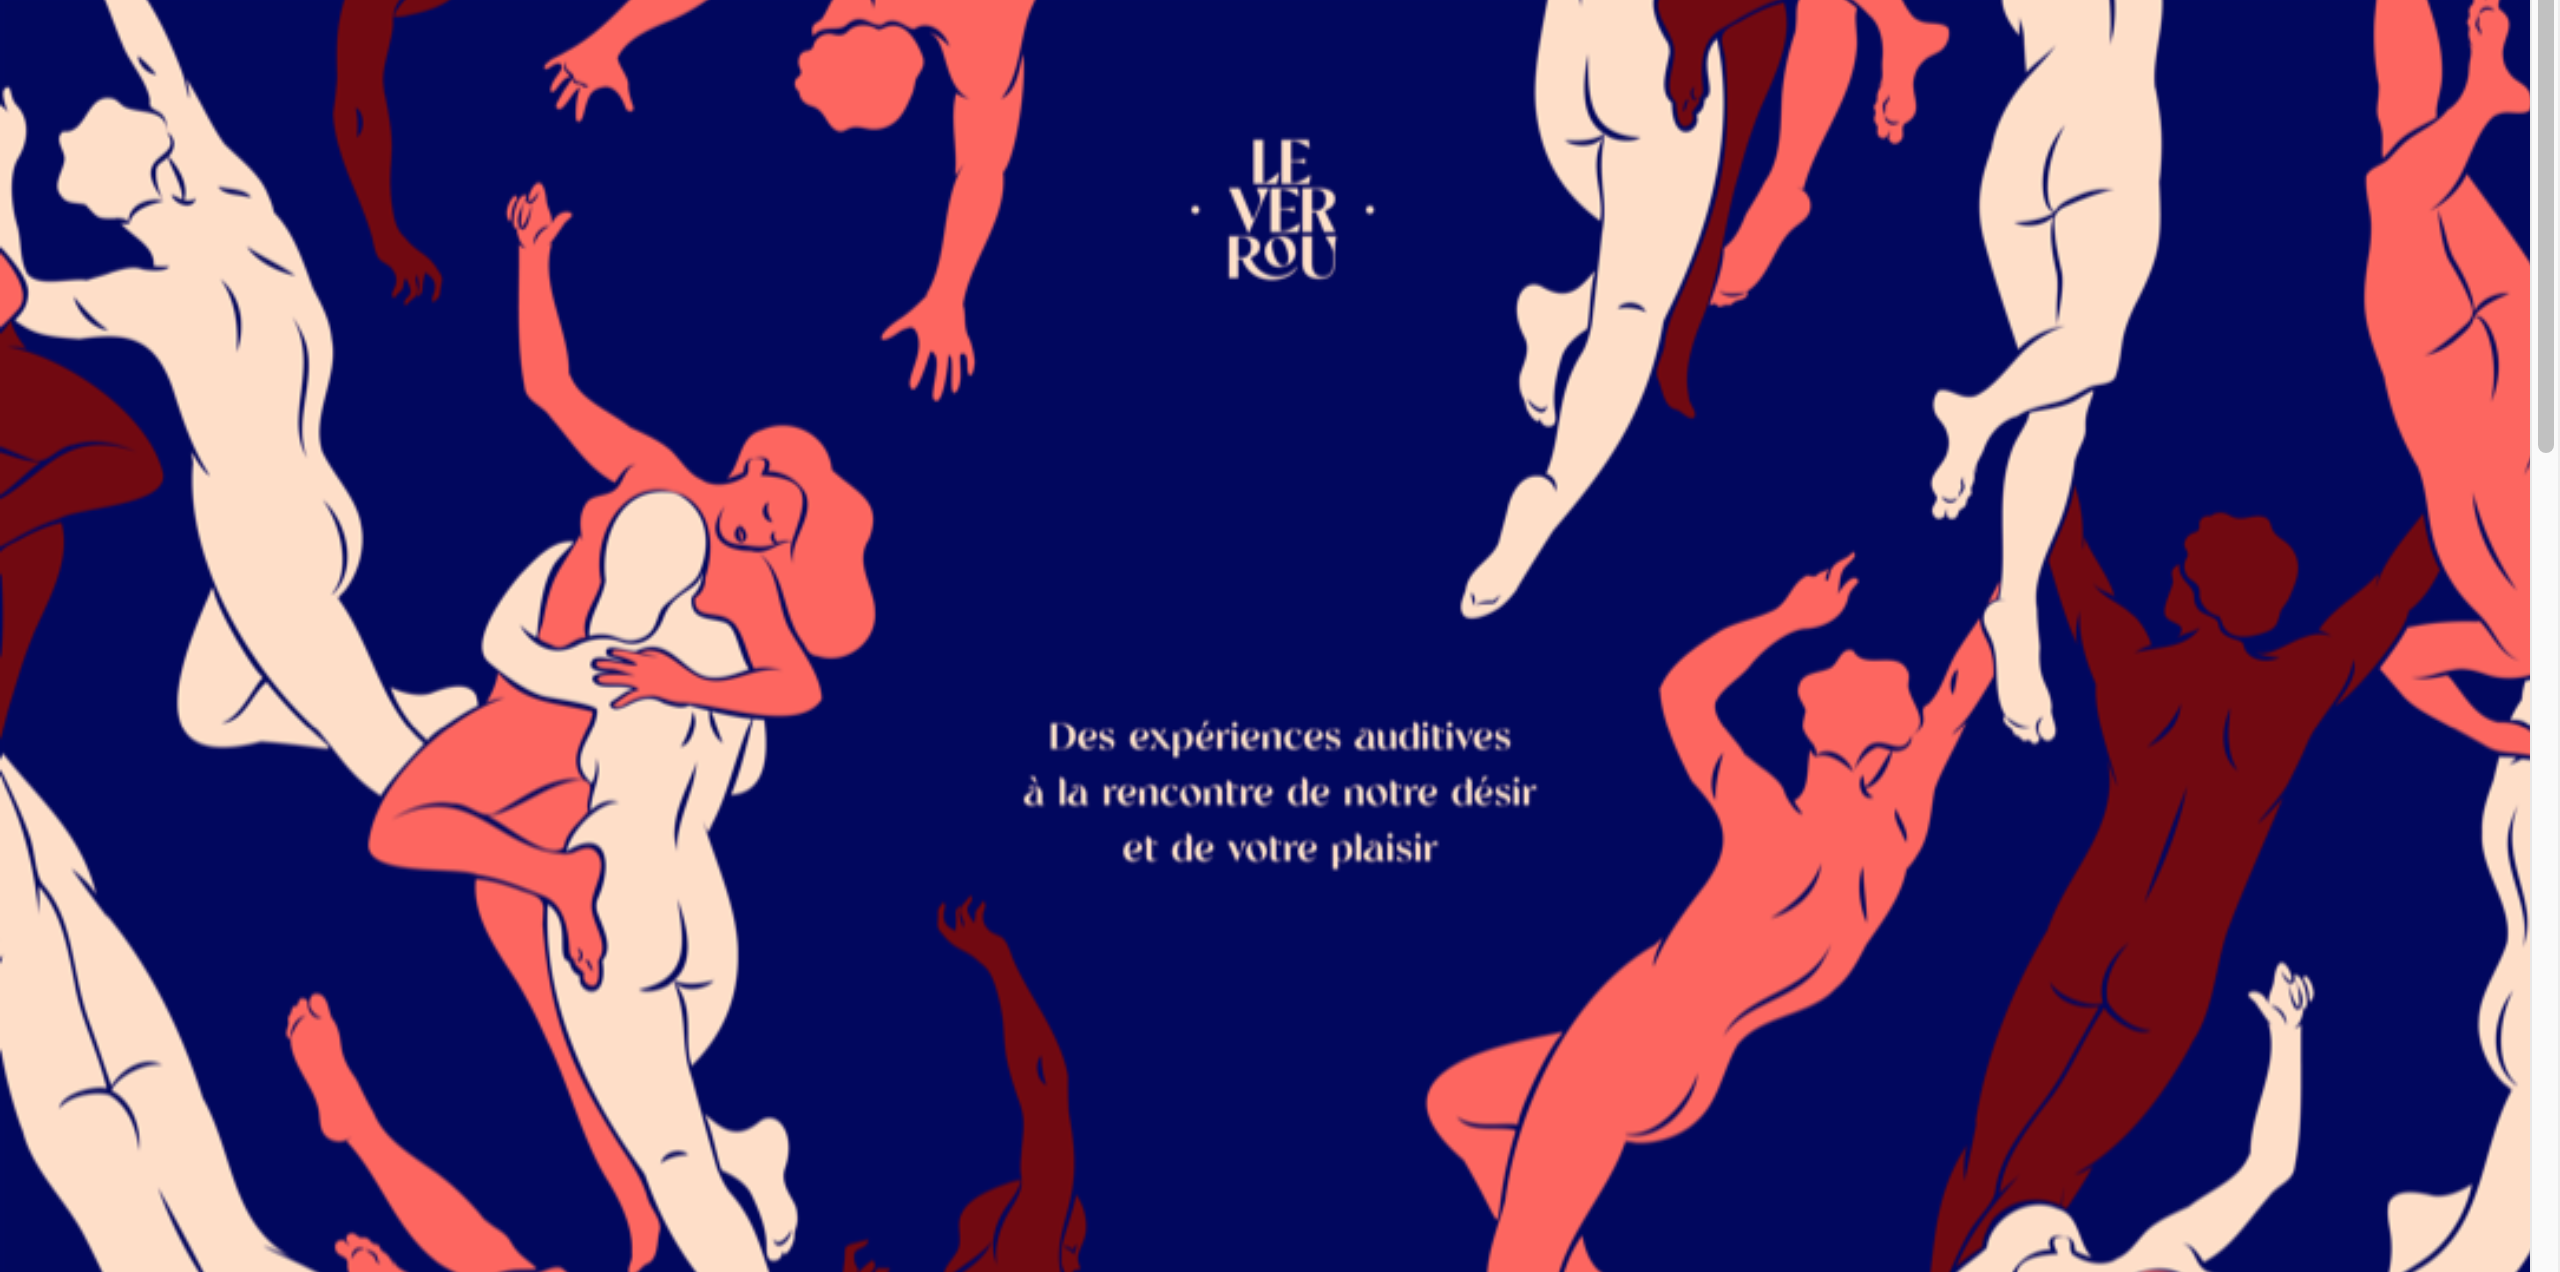 LE
VER
ROU
Des expériences auditives
à la rencontre de notre désir
et de votre plaisir